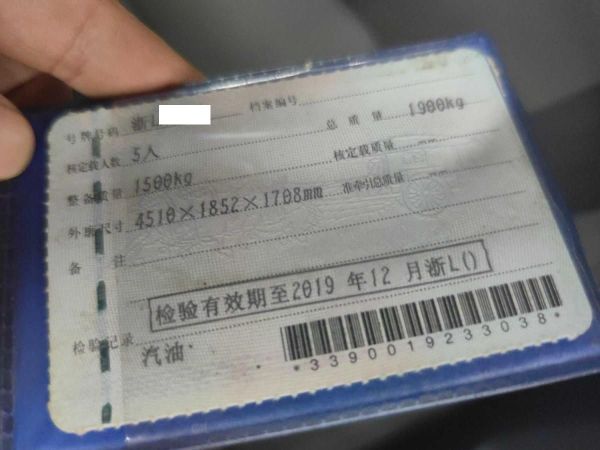 号牌号码 浙L 档案编号
核定载人数 5人 总质量 1900kg
整备质量 1500kg 核定载质量 --
外廓尺寸 4510×1852×1708mm 准牵引总质量 --
备注
检验有效期至2019 年12 月浙L()
检验记录
汽油
*3390019233038*